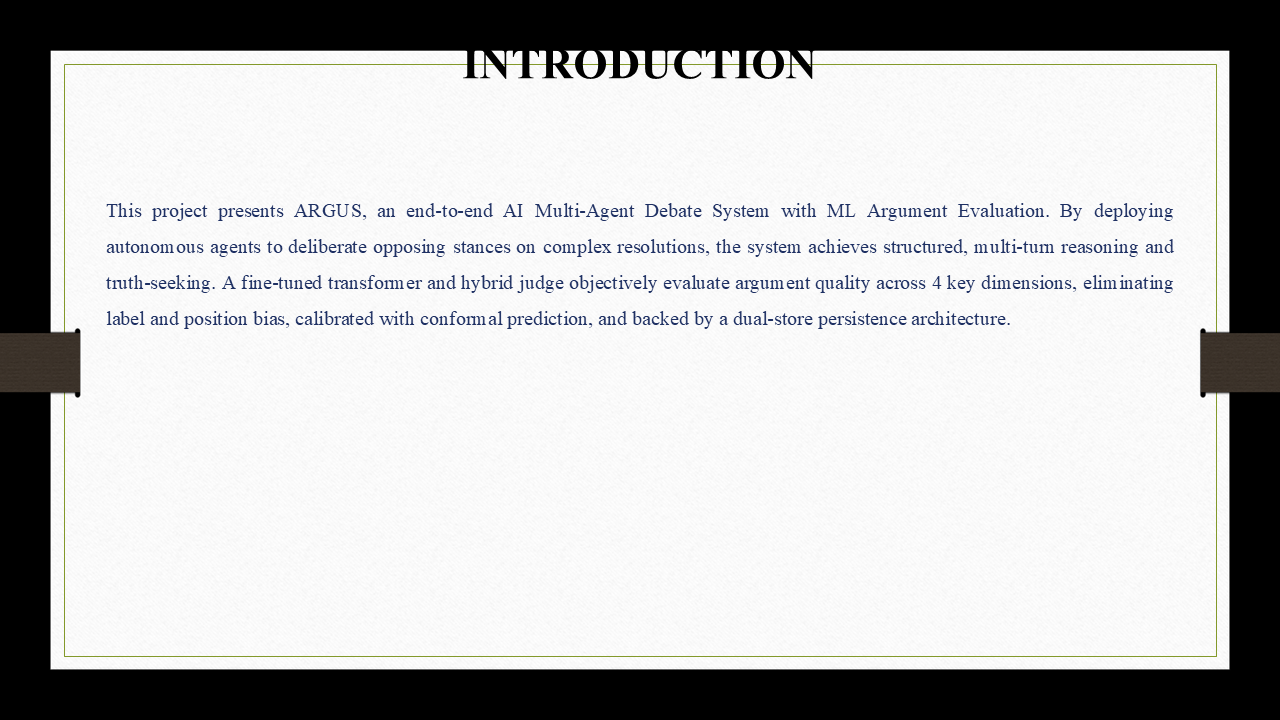 INTRODUCTION
This project presents ARGUS, an end-to-end AI Multi-Agent Debate System with ML Argument Evaluation. By deploying
autonomous agents to deliberate opposing stances on complex resolutions, the system achieves structured, multi-turn reasoning and
truth-seeking. A fine-tuned transformer and hybrid judge objectively evaluate argument quality across 4 key dimensions, eliminating
label and position bias, calibrated with conformal prediction, and backed by a dual-store persistence architecture.